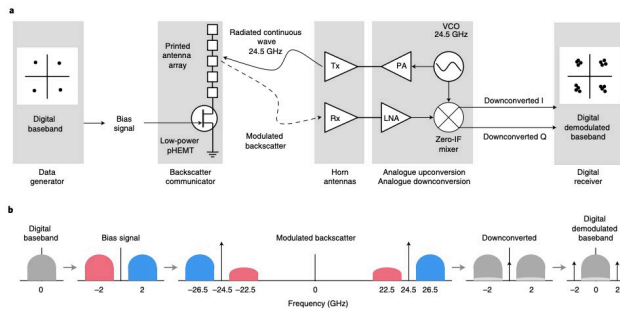 a
VCO
24.5 GHz
Radiated continuous
wave
24.5 GHz
Printed
antenna
array
Tx
PA
Digital
baseband
Bias
signal
Low-power
pHEMT
Modulated
backscatter
Rx
LNA
Zero-IF
mixer
Downconverted I
Downconverted Q
Digital
demodulated
baseband
Data
generator
Backscatter
communicator
Horn
antennas
Analogue upconversion
Analogue downconversion
Digital
receiver
b
Digital
baseband
Bias signal
Modulated backscatter
Downconverted
Digital
demodulated
baseband
0
–2
2
–26.5
–24.5
–22.5
0
22.5
24.5
26.5
–2
2
–2
0
2
Frequency (GHz)